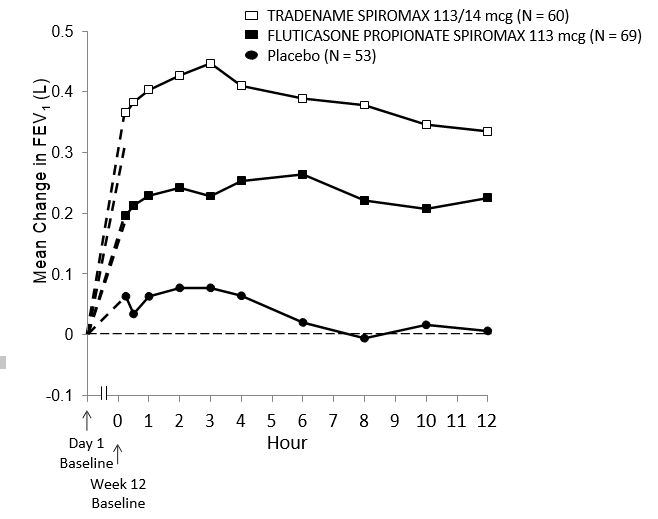 TRADENAME SPIROMAX 113/14 mcg (N = 60)
FLUTICASONE PROPIONATE SPIROMAX 113 mcg (N = 69)
Placebo (N = 53)
Mean Change in FEV1 (L)
0.5
0.4
0.3
0.2
0.1
0
-0.1
0 1 2 3 4 5 6 7 8 9 10 11 12
Hour
Day 1
Baseline
Week 12
Baseline